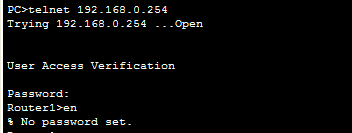 PC>telnet 192.168.0.254
Trying 192.168.0.254 ...Open
User Access Verification
Password:
Router1>en
% No password set.